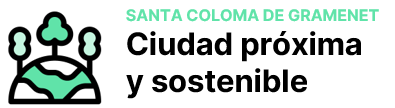 SANTA COLOMA DE GRAMENET
Ciudad próxima
y sostenible